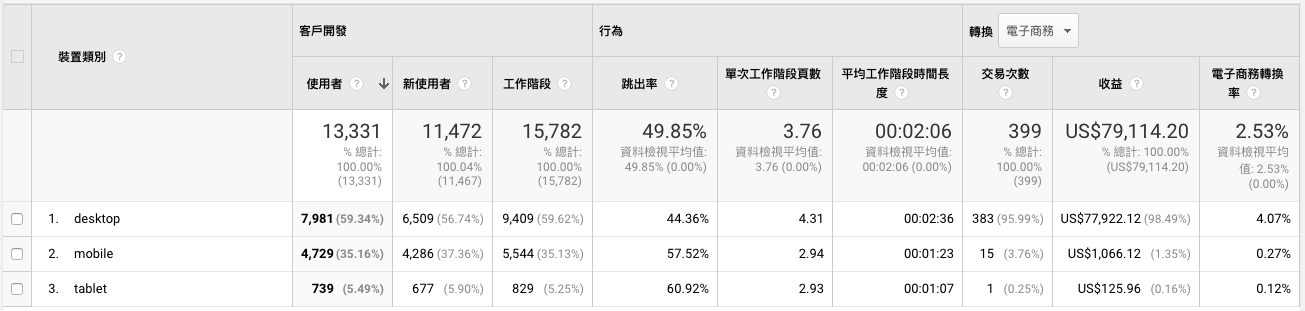 裝置類別 ?
客戶開發
行為
轉換 電子商務
使用者 ?
新使用者 ?
工作階段 ?
跳出率 ?
單次工作階段頁數 ?
平均工作階段時間長
度 ?
交易次數 ?
收益 ?
電子商務轉換
率 ?
13,331
% 總計:
100.00%
(13,331)
11,472
% 總計:
100.04%
(11,467)
15,782
% 總計:
100.00%
(15,782)
49.85%
資料檢視平均值:
49.85% (0.00%)
3.76
資料檢視平均值:
3.76 (0.00%)
00:02:06
資料檢視平均值:
00:02:06 (0.00%)
399
% 總計:
100.00%
(399)
US$79,114.20
% 總計: 100.00%
(US$79,114.20)
2.53%
資料檢視平均
值: 2.53%
(0.00%)
1. desktop 7,981 (59.34%) 6,509 (56.74%) 9,409 (59.62%) 44.36% 4.31 00:02:36 383 (95.99%) US$77,922.12 (98.49%) 4.07%
2. mobile 4,729 (35.16%) 4,286 (37.36%) 5,544 (35.13%) 57.52% 2.94 00:01:23 15 (3.76%) US$1,066.12 (1.35%) 0.27%
3. tablet 739 (5.49%) 677 (5.90%) 829 (5.25%) 60.92% 2.93 00:01:07 1 (0.25%) US$125.96 (0.16%) 0.12%